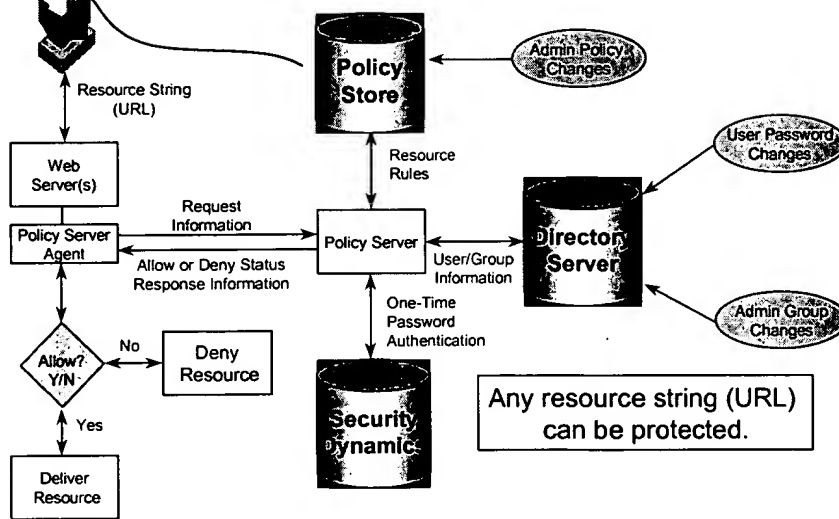 Resource String
(URL)
Web
Server(s)
Policy Server
Agent
Request
Information
Allow or Deny Status
Response Information
Allow?
Y/N
No
Deny
Resource
Yes
Deliver
Resource
Policy
Store
Admin Policy
Changes
Resource
Rules
Policy Server
User/Group
Information
One-Time
Password
Authentication
Directory
Server
User Password
Changes
Admin Group
Changes
Security
Dynamic
Any resource string (URL)
can be protected.